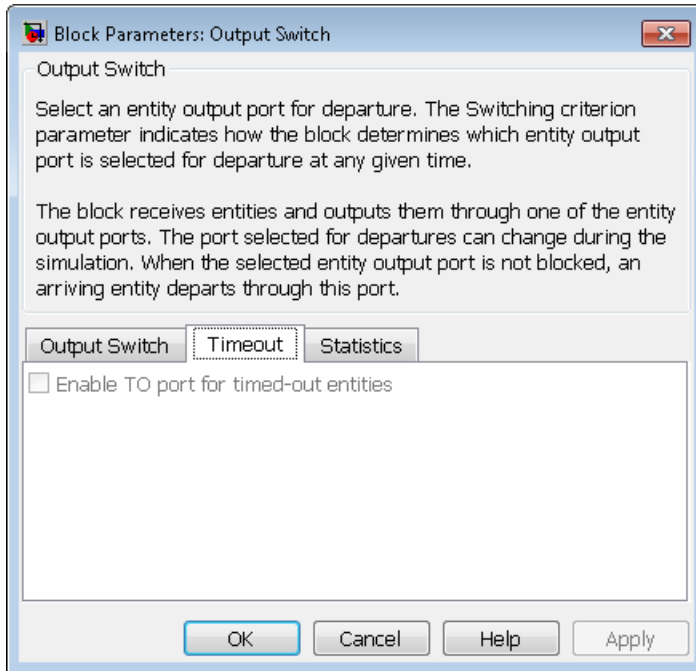 Block Parameters: Output Switch
Output Switch
Select an entity output port for departure. The Switching criterion
parameter indicates how the block determines which entity output
port is selected for departure at any given time.
The block receives entities and outputs them through one of the entity
output ports. The port selected for departures can change during the
simulation. When the selected entity output port is not blocked, an
arriving entity departs through this port.
Output Switch Timeout Statistics
Enable TO port for timed-out entities
OK Cancel Help Apply